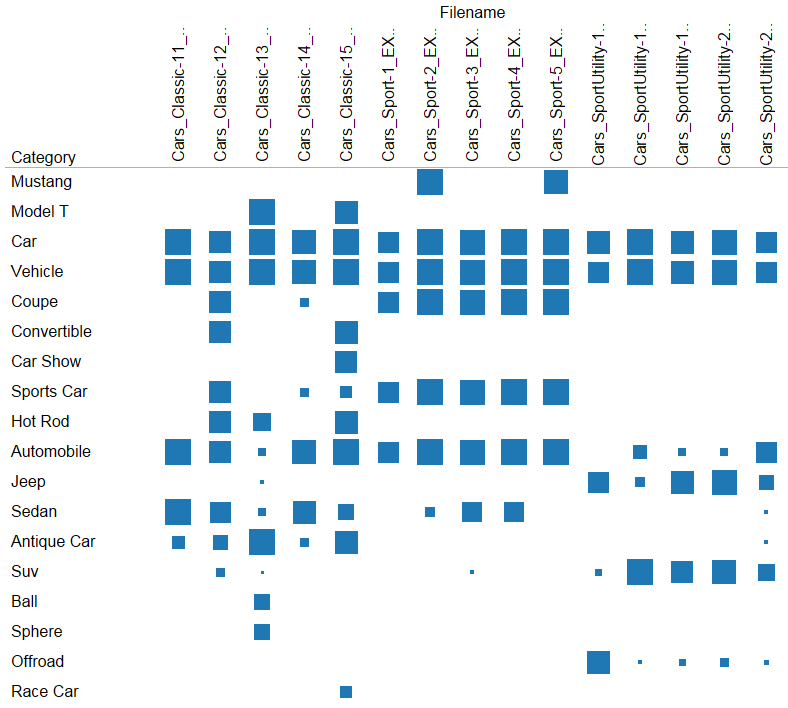 Filename
Cars_Classic-11_..
Cars_Classic-12_..
Cars_Classic-13_..
Cars_Classic-14_..
Cars_Classic-15_..
Cars_Sport-1_EX..
Cars_Sport-2_EX..
Cars_Sport-3_EX..
Cars_Sport-4_EX..
Cars_Sport-5_EX..
Cars_SportUtility-1..
Cars_SportUtility-1..
Cars_SportUtility-1..
Cars_SportUtility-2..
Cars_SportUtility-2..
Category
Mustang
Model T
Car
Vehicle
Coupe
Convertible
Car Show
Sports Car
Hot Rod
Automobile
Jeep
Sedan
Antique Car
Suv
Ball
Sphere
Offroad
Race Car